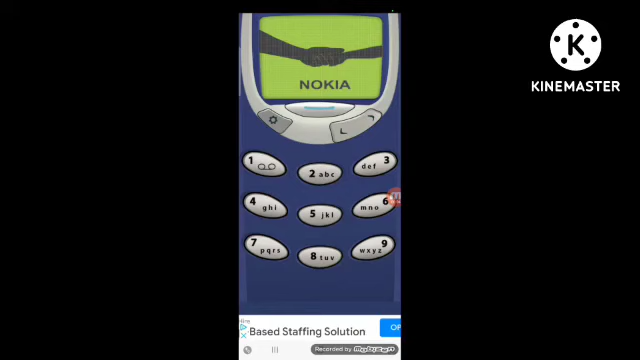 K
KINEMASTER
NOKIA
1
2 abc
def 3
4 ghi
5 jkl
mno 6
7 pqrs
8 tuv
wxyz 9
Based Staffing Solution
OP
Recorded by